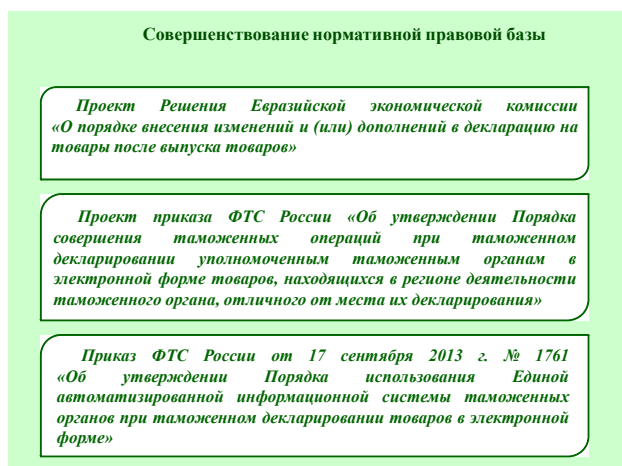 Совершенствование нормативной правовой базы
Проект Решения Евразийской экономической комиссии
«О порядке внесения изменений и (или) дополнений в декларацию на
товары после выпуска товаров»
Проект приказа ФТС России «Об утверждении Порядка
совершения таможенных операций при таможенном
декларировании уполномоченным таможенным органам в
электронной форме товаров, находящихся в регионе деятельности
таможенного органа, отличного от места их декларирования»
Приказ ФТС России от 17 сентября 2013 г. № 1761
«Об утверждении Порядка использования Единой
автоматизированной информационной системы таможенных
органов при таможенном декларировании товаров в электронной
форме»